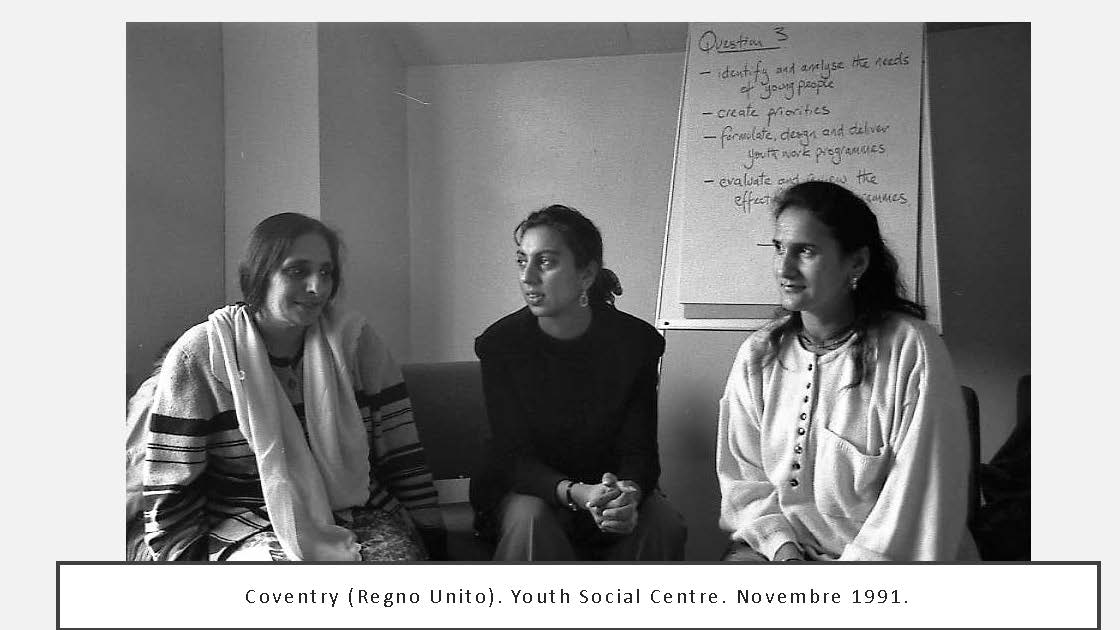 Question 3
– identify and analyse the needs
of young people
– create priorities
– formulate, design and deliver
youth work programmes
– evaluate and review the
Coventry (Regno Unito). Youth Social Centre. Novembre 1991.